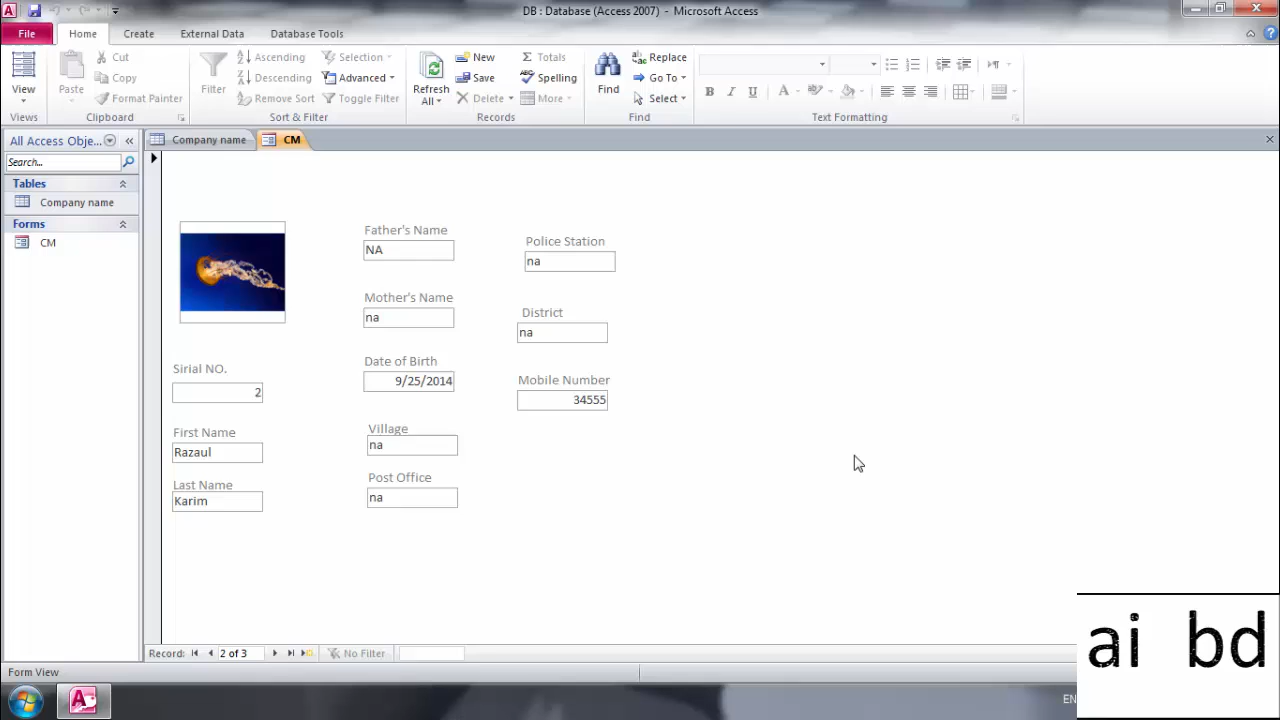 DB : Database (Access 2007) - Microsoft Access
File Home Create External Data Database Tools
View
Views
Paste
Cut
Copy
Format Painter
Clipboard
Filter
Ascending
Descending
Remove Sort
Selection
Advanced
Toggle Filter
Sort & Filter
Refresh
All
New
Save
Delete
Totals
Spelling
More
Records
Find
Replace
Go To
Select
Find
B I U A ab
Text Formatting
All Access Obje...
Search...
Tables
Company name
Forms
CM
Company name CM
Father's Name
NA
Mother's Name
na
Date of Birth
9/25/2014
Village
na
Post Office
na
Police Station
na
District
na
Mobile Number
34555
Sirial NO.
2
First Name
Razaul
Last Name
Karim
Record: 2 of 3 No Filter
Form View
EN
ai bd